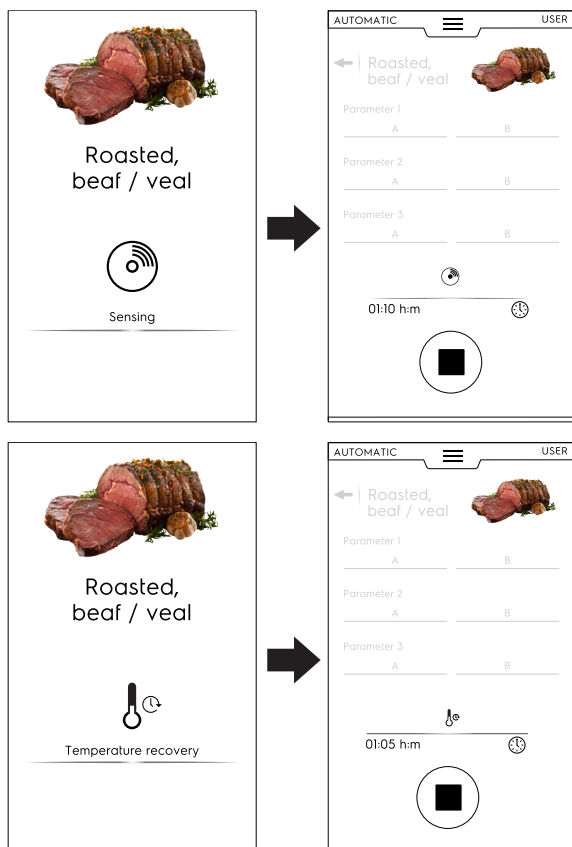 Roasted,
beaf / veal
Sensing
AUTOMATIC USER
Roasted,
beaf / veal
Parameter 1
A B
Parameter 2
A B
Parameter 3
A B
01:10 h:m
Roasted,
beaf / veal
Temperature recovery
AUTOMATIC USER
Roasted,
beaf / veal
Parameter 1
A B
Parameter 2
A B
Parameter 3
A B
01:05 h:m